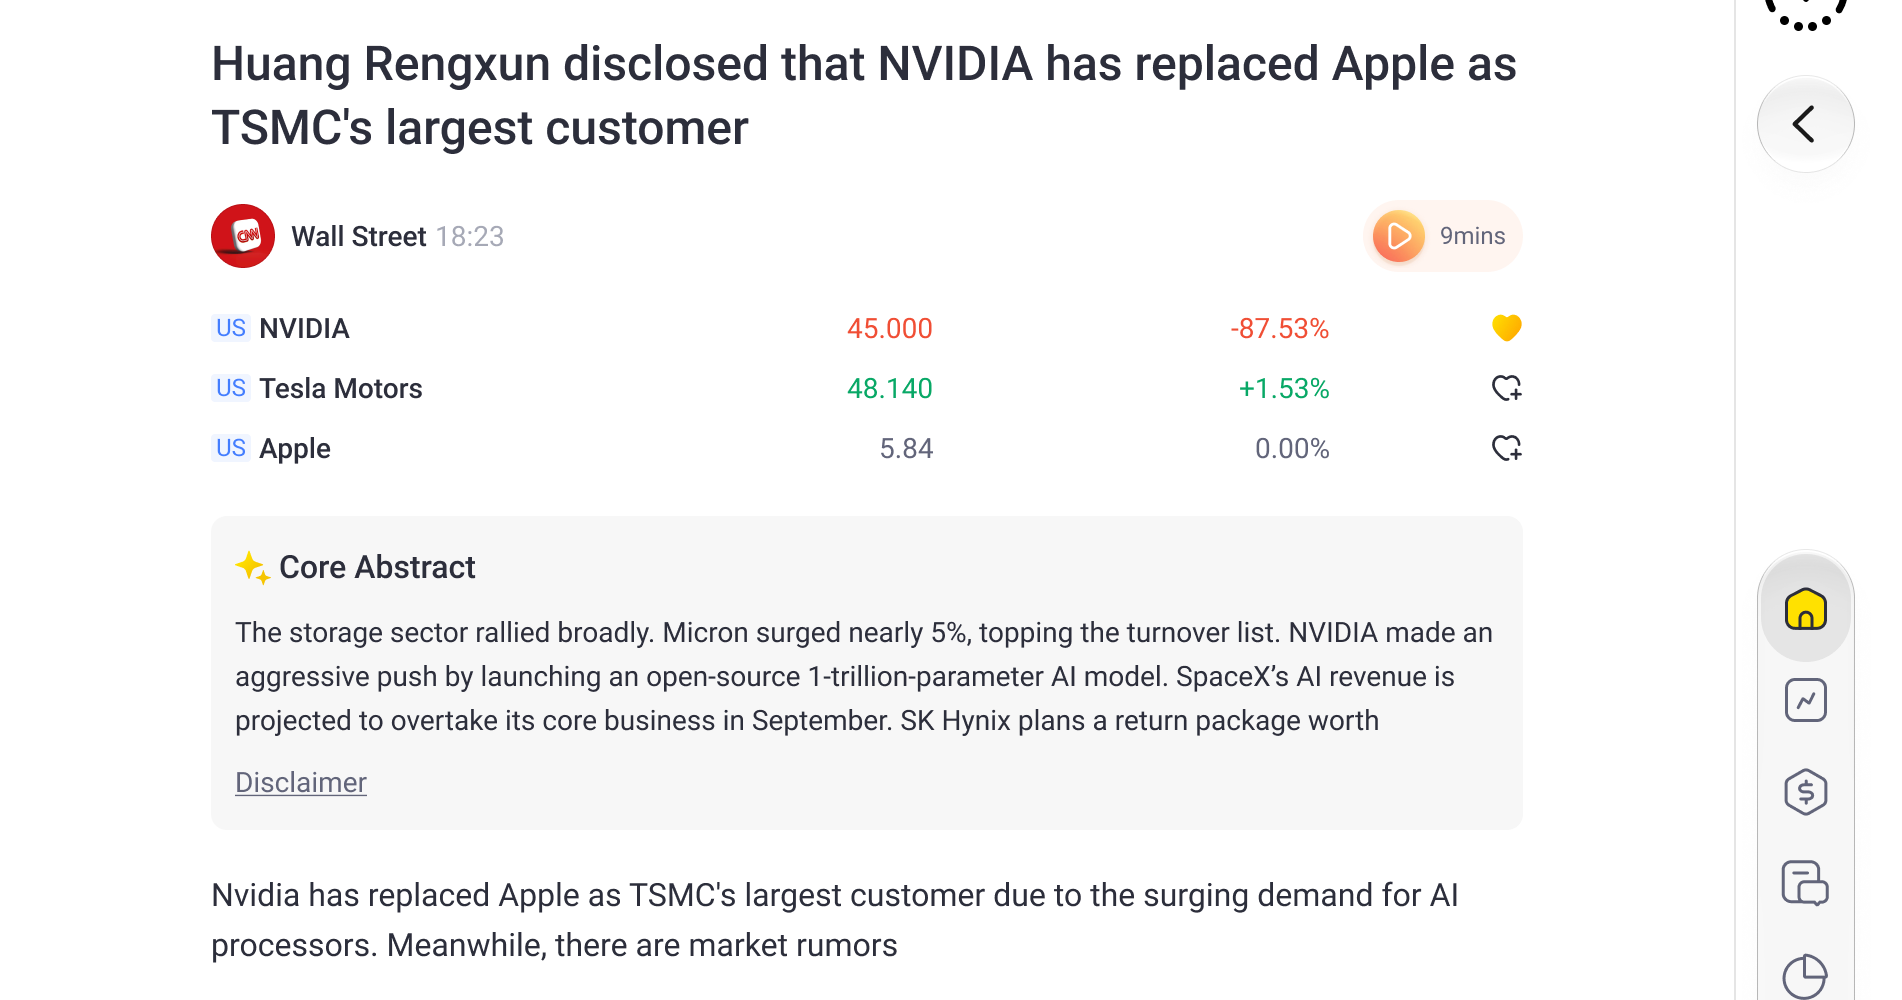 Huang Rengxun disclosed that NVIDIA has replaced Apple as
TSMC's largest customer
CNN
Wall Street 18:23
9mins
US NVIDIA 45.000 -87.53%
US Tesla Motors 48.140 +1.53%
US Apple 5.84 0.00%
Core Abstract
The storage sector rallied broadly. Micron surged nearly 5%, topping the turnover list. NVIDIA made an
aggressive push by launching an open-source 1-trillion-parameter AI model. SpaceX’s AI revenue is
projected to overtake its core business in September. SK Hynix plans a return package worth
Disclaimer
Nvidia has replaced Apple as TSMC's largest customer due to the surging demand for AI
processors. Meanwhile, there are market rumors